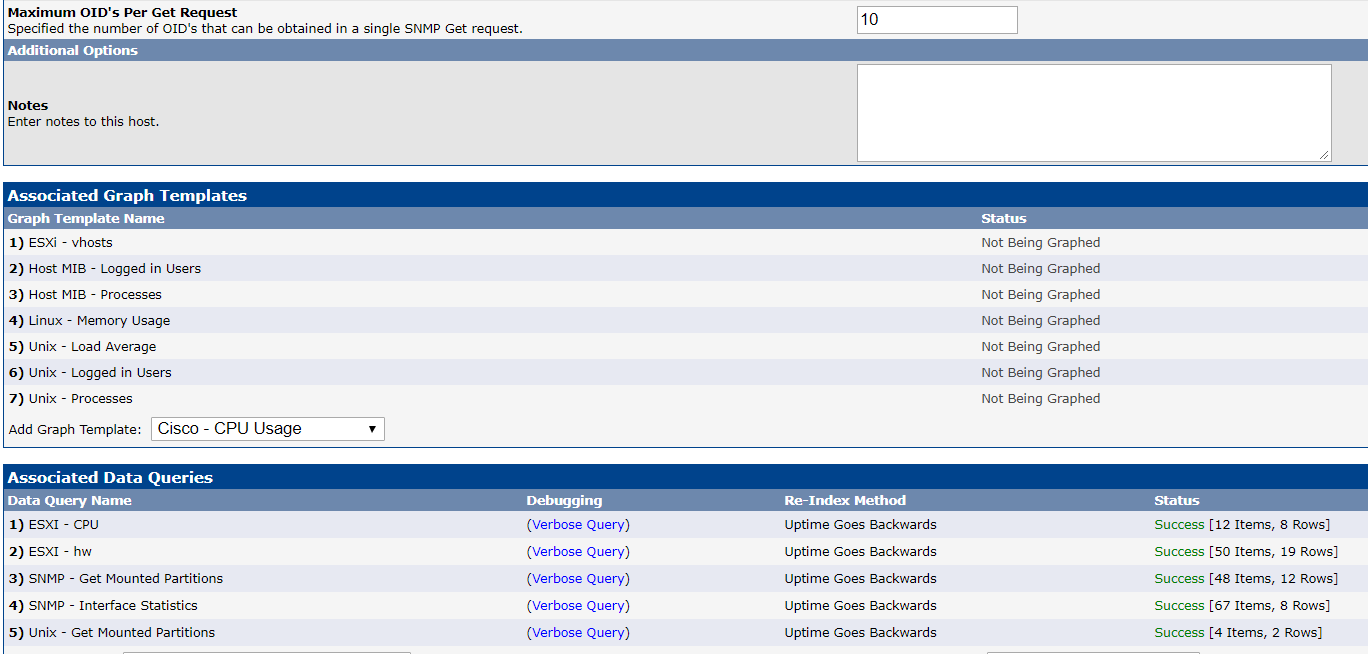 Maximum OID's Per Get Request
Specified the number of OID's that can be obtained in a single SNMP Get request.
10
Additional Options
Notes
Enter notes to this host.
Associated Graph Templates
Graph Template Name Status
1) ESXi - vhosts Not Being Graphed
2) Host MIB - Logged in Users Not Being Graphed
3) Host MIB - Processes Not Being Graphed
4) Linux - Memory Usage Not Being Graphed
5) Unix - Load Average Not Being Graphed
6) Unix - Logged in Users Not Being Graphed
7) Unix - Processes Not Being Graphed
Add Graph Template: Cisco - CPU Usage
Associated Data Queries
Data Query Name Debugging Re-Index Method Status
1) ESXI - CPU (Verbose Query) Uptime Goes Backwards Success [12 Items, 8 Rows]
2) ESXI - hw (Verbose Query) Uptime Goes Backwards Success [50 Items, 19 Rows]
3) SNMP - Get Mounted Partitions (Verbose Query) Uptime Goes Backwards Success [48 Items, 12 Rows]
4) SNMP - Interface Statistics (Verbose Query) Uptime Goes Backwards Success [67 Items, 8 Rows]
5) Unix - Get Mounted Partitions (Verbose Query) Uptime Goes Backwards Success [4 Items, 2 Rows]